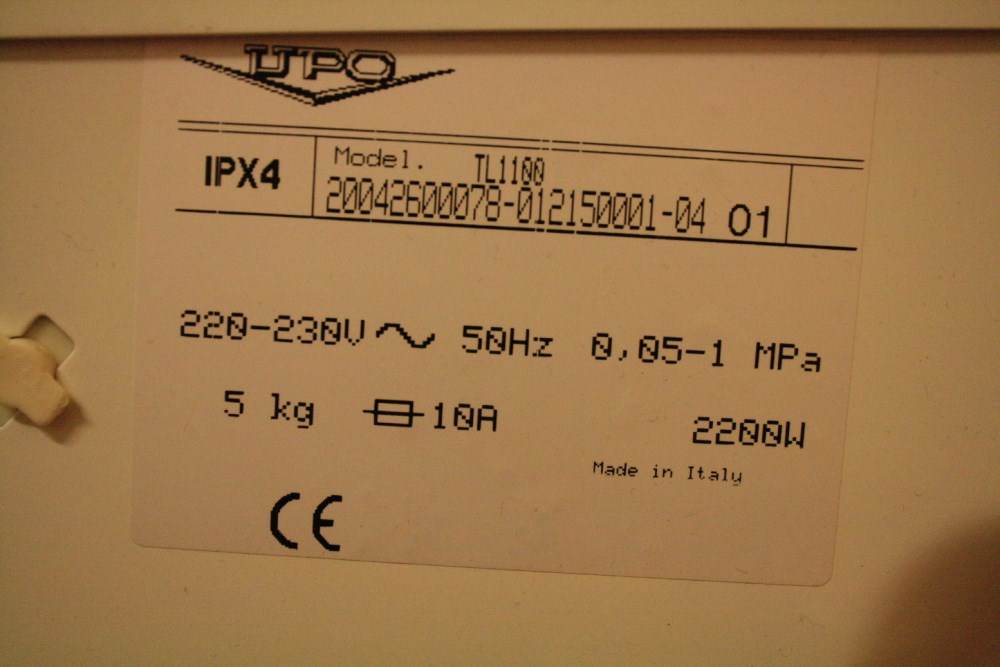 UPO
IPX4
Model. TL1100
20042600078-012150001-04 01
220-230V 50Hz 0,05-1 MPa
5 kg 10A 2200W
Made in Italy
CE